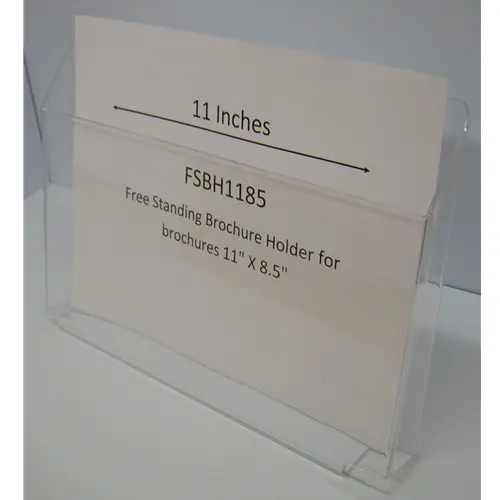 11 Inches
FSBH1185
Free Standing Brochure Holder for
brochures 11" X 8.5"